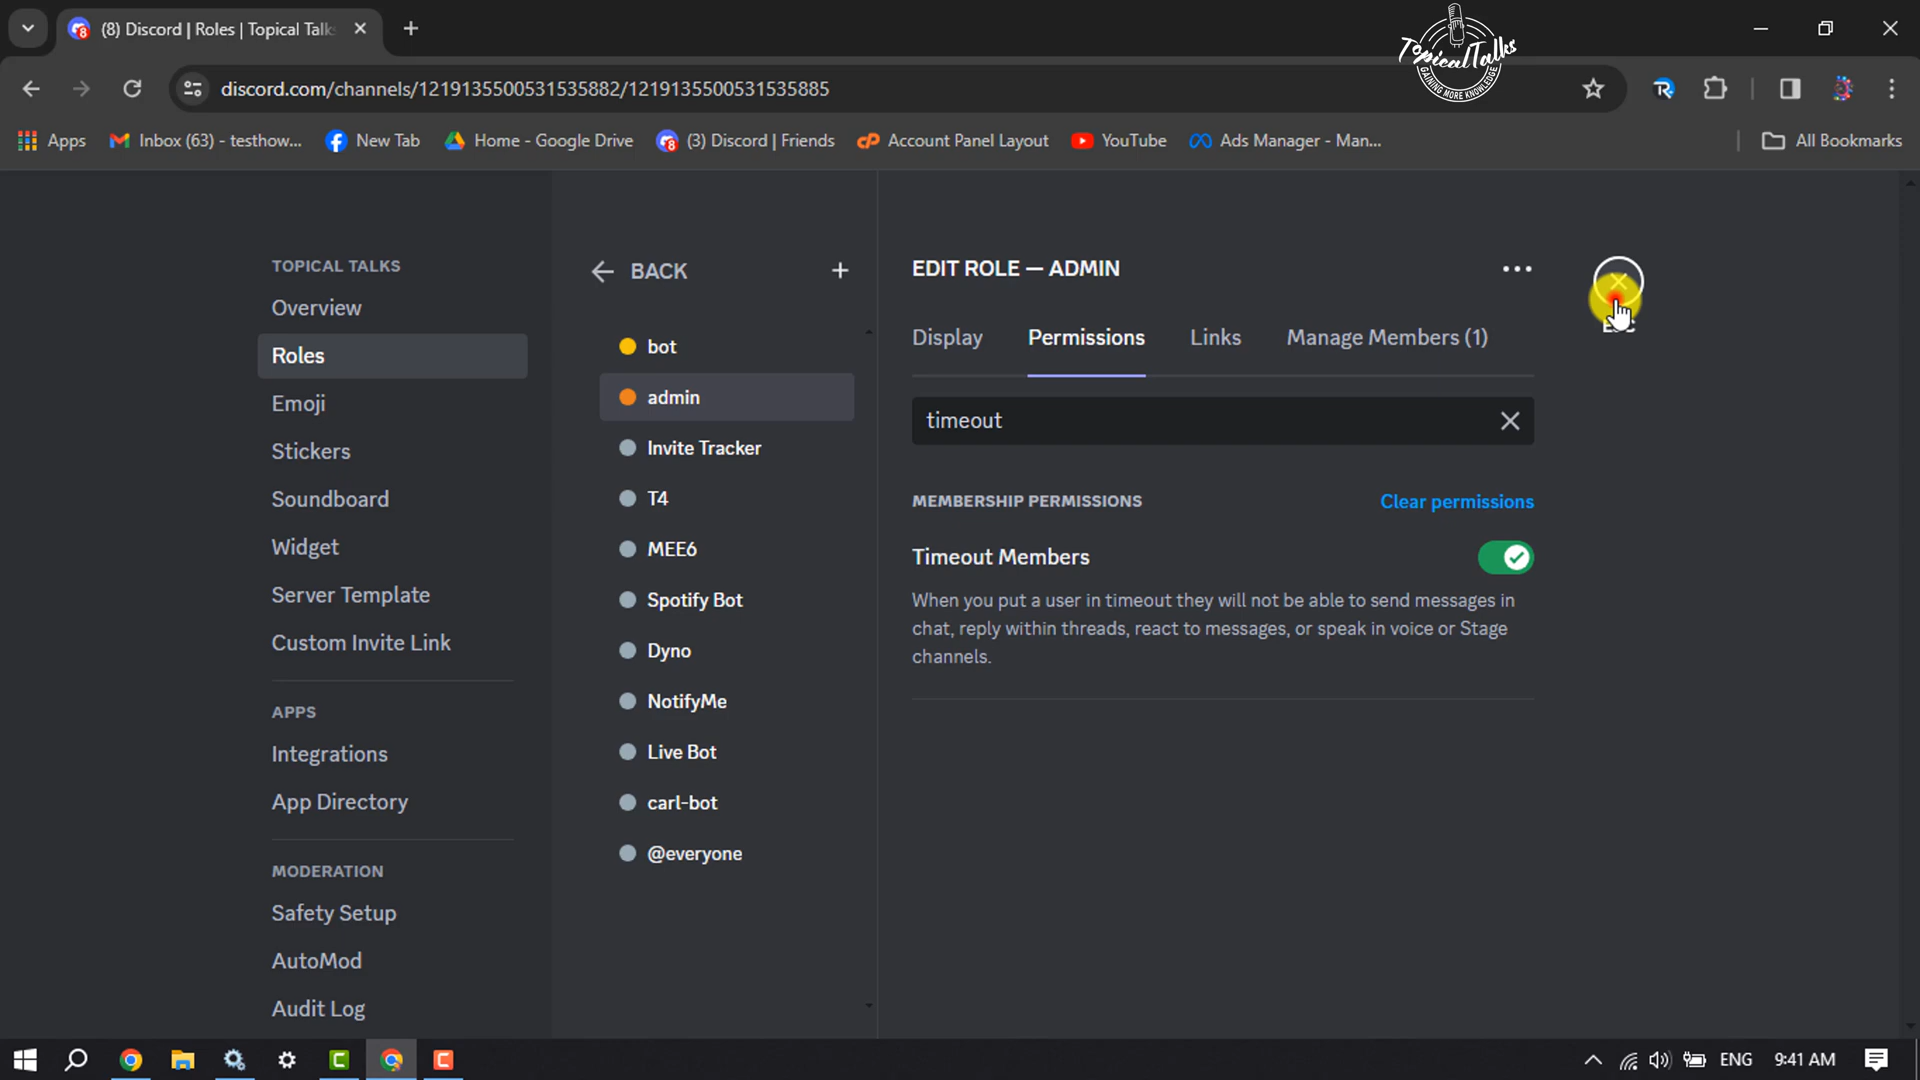 (8) Discord | Roles | Topical Talk
TopicalTalks
GAINING MORE KNOWLEDGE
discord.com/channels/1219135500531535882/1219135500531535885
Apps
Inbox (63) - testhow...
New Tab
Home - Google Drive
(3) Discord | Friends
Account Panel Layout
YouTube
Ads Manager - Man...
All Bookmarks
TOPICAL TALKS
Overview
Roles
Emoji
Stickers
Soundboard
Widget
Server Template
Custom Invite Link
APPS
Integrations
App Directory
MODERATION
Safety Setup
AutoMod
Audit Log
BACK
bot
admin
Invite Tracker
T4
MEE6
Spotify Bot
Dyno
NotifyMe
Live Bot
carl-bot
@everyone
EDIT ROLE — ADMIN
Display Permissions Links Manage Members (1)
timeout
MEMBERSHIP PERMISSIONS Clear permissions
Timeout Members
When you put a user in timeout they will not be able to send messages in
chat, reply within threads, react to messages, or speak in voice or Stage
channels.
ENG 9:41 AM